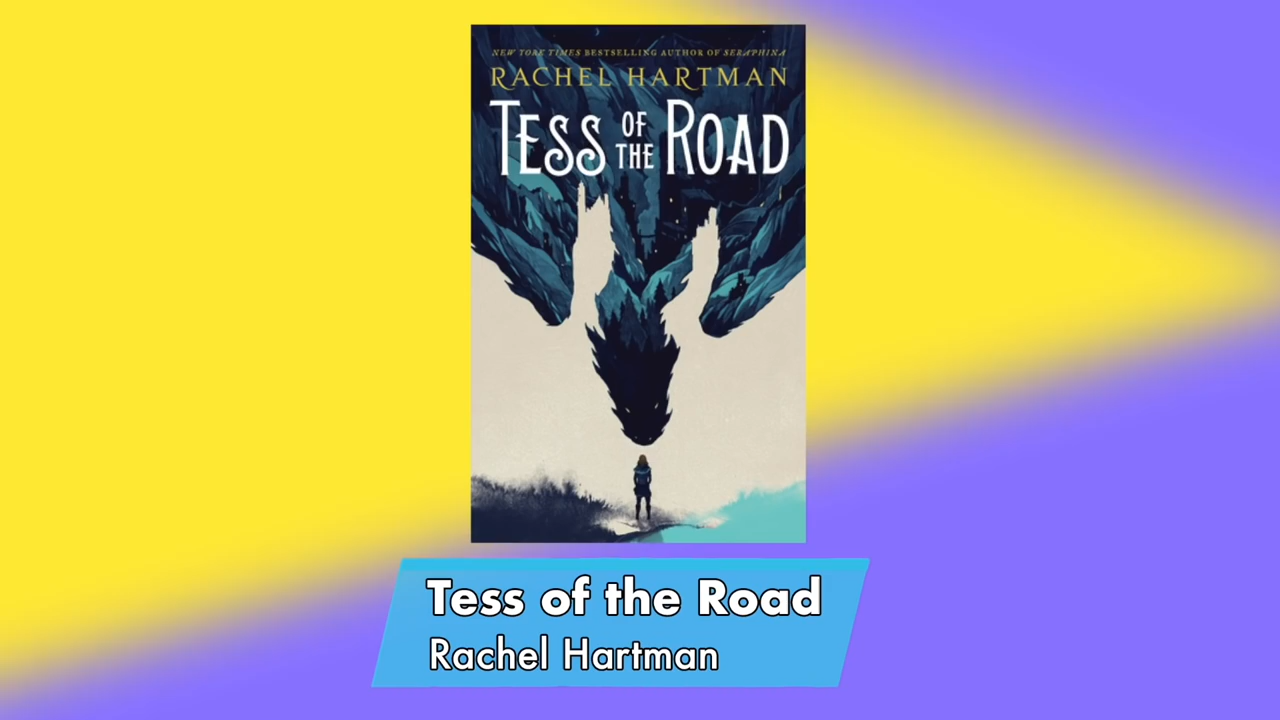 NEW YORK TIMES BESTSELLING AUTHOR OF SERAPHINA
RACHEL HARTMAN
TESS OF THE ROAD
Tess of the Road
Rachel Hartman